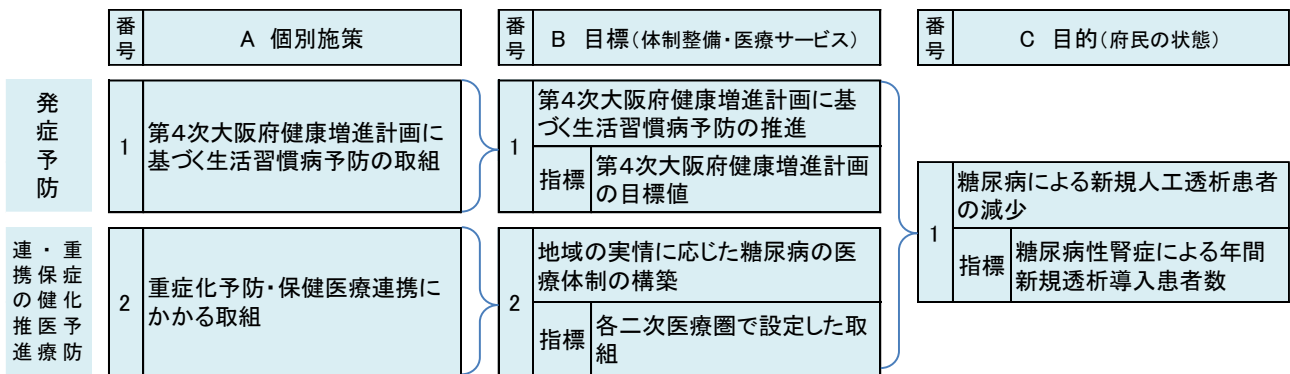 番号
A 個別施策
番号
B 目標(体制整備・医療サービス)
番号
C 目的(府民の状態)
発症予防
1
第4次大阪府健康増進計画に
基づく生活習慣病予防の取組
1
第4次大阪府健康増進計画に基
づく生活習慣病予防の推進
指標
第4次大阪府健康増進計画
の目標値
重症化予防
・保健医療
連携の推進
2
重症化予防・保健医療連携に
かかる取組
2
地域の実情に応じた糖尿病の医
療体制の構築
指標
各二次医療圏で設定した取
組
1
糖尿病による新規人工透析患者
の減少
指標
糖尿病性腎症による年間
新規透析導入患者数